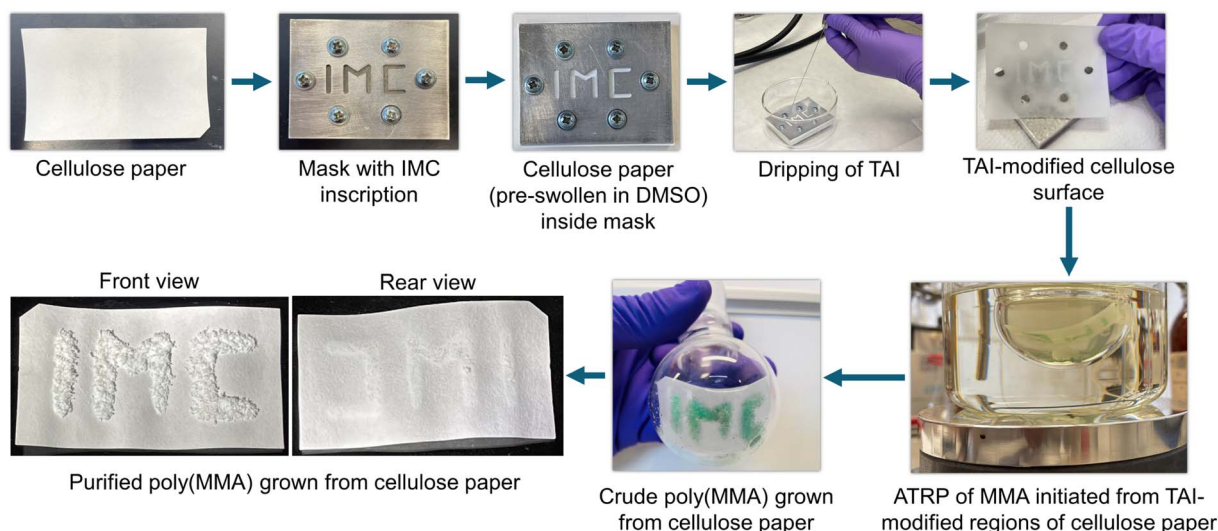 IMC
IMC
IMC
Cellulose paper
Mask with IMC
inscription
Cellulose paper
(pre-swollen in DMSO)
inside mask
Dripping of TAI
TAI-modified cellulose
surface
Front view
Rear view
IMC
IMC
IMC
Purified poly(MMA) grown from cellulose paper
Crude poly(MMA) grown
from cellulose paper
ATRP of MMA initiated from TAI-
modified regions of cellulose paper